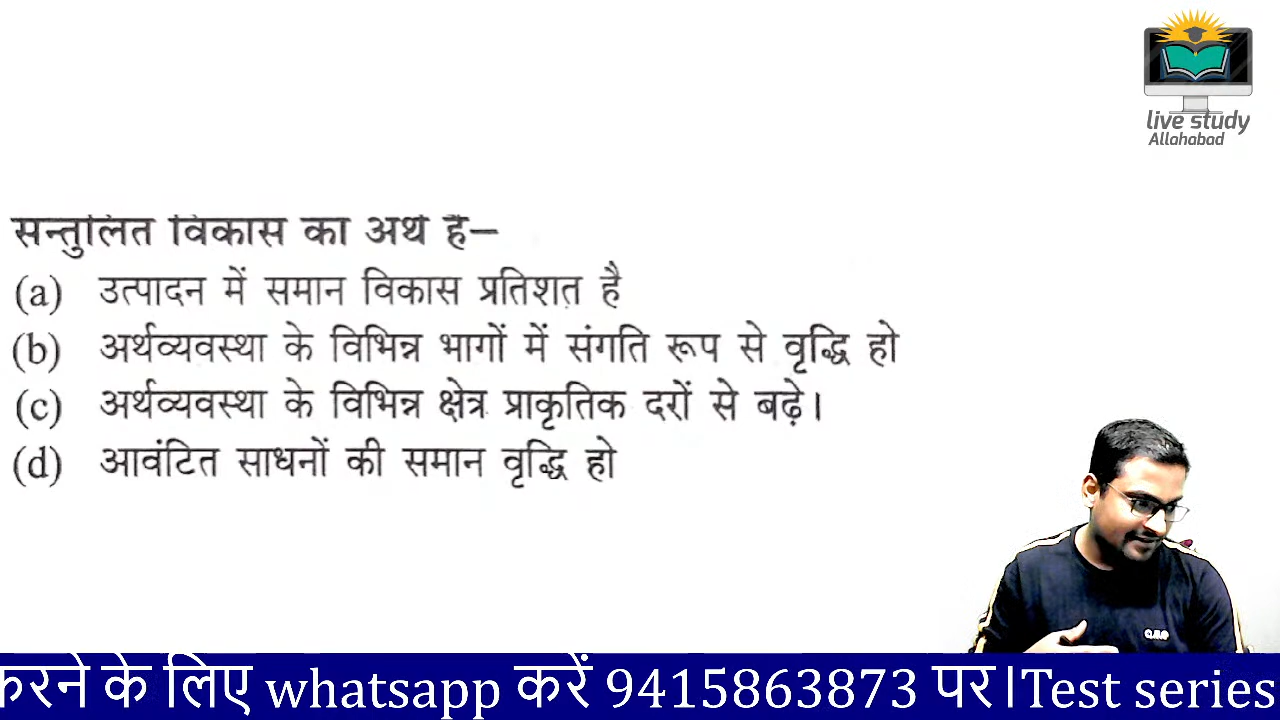 live study
Allahabad
सन्तुलित विकास का अर्थ है–
(a) उत्पादन में समान विकास प्रतिशत है
(b) अर्थव्यवस्था के विभिन्न भागों में संगति रूप से वृद्धि हो
(c) अर्थव्यवस्था के विभिन्न क्षेत्र प्राकृतिक दरों से बढ़े।
(d) आवंटित साधनों की समान वृद्धि हो
करने के लिए whatsapp करें 9415863873 पर।Test series